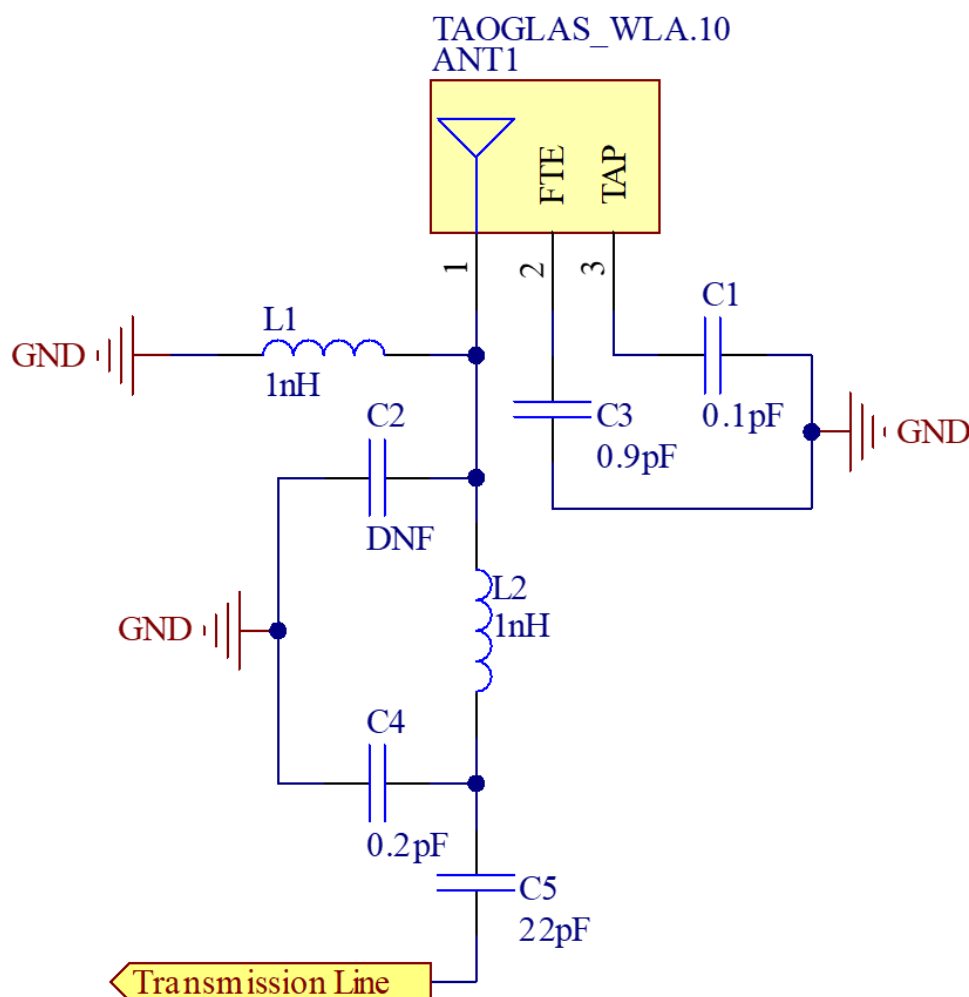 TAOGLAS_WLA.10
ANT1
FTE
TAP
1
2
3
L1
GND
1nH
C1
0.1pF
GND
C3
0.9pF
C2
DNF
L2
1nH
GND
C4
0.2pF
C5
22pF
Transmission Line